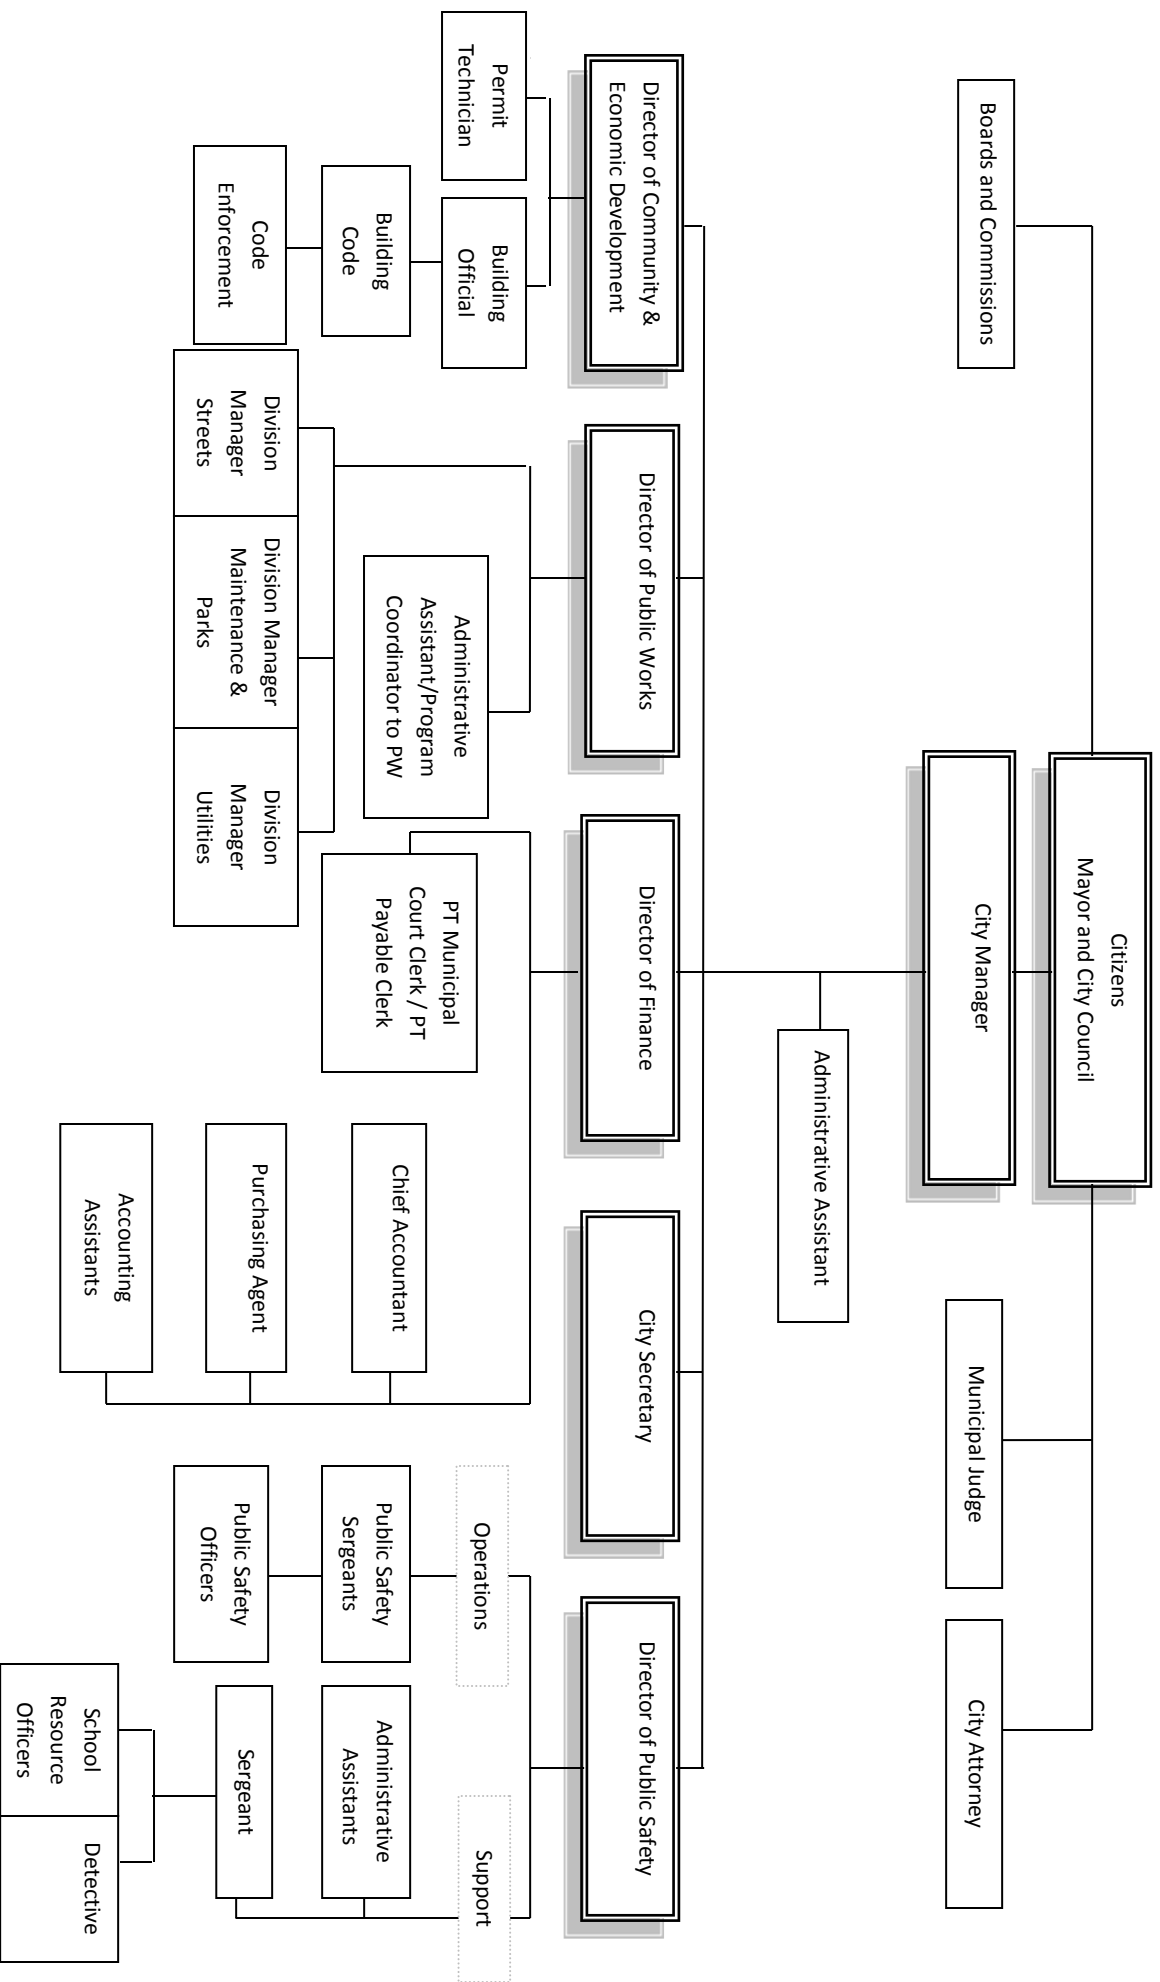 Citizens
Mayor and City Council
Boards and Commissions
City Manager
Municipal Judge
City Attorney
Administrative Assistant
Director of Community &
Economic Development
Director of Public Works
Director of Finance
City Secretary
Director of Public Safety
Permit
Technician
Building
Official
Building
Code
Code
Enforcement
Administrative
Assistant/Program
Coordinator to PW
Division
Manager
Streets
Division Manager
Maintenance &
Parks
Division
Manager
Utilities
PT Municipal
Court Clerk / PT
Payable Clerk
Chief Accountant
Purchasing Agent
Accounting
Assistants
Operations
Public Safety
Sergeants
Public Safety
Officers
Support
Administrative
Assistants
Sergeant
School
Resource
Officers
Detective